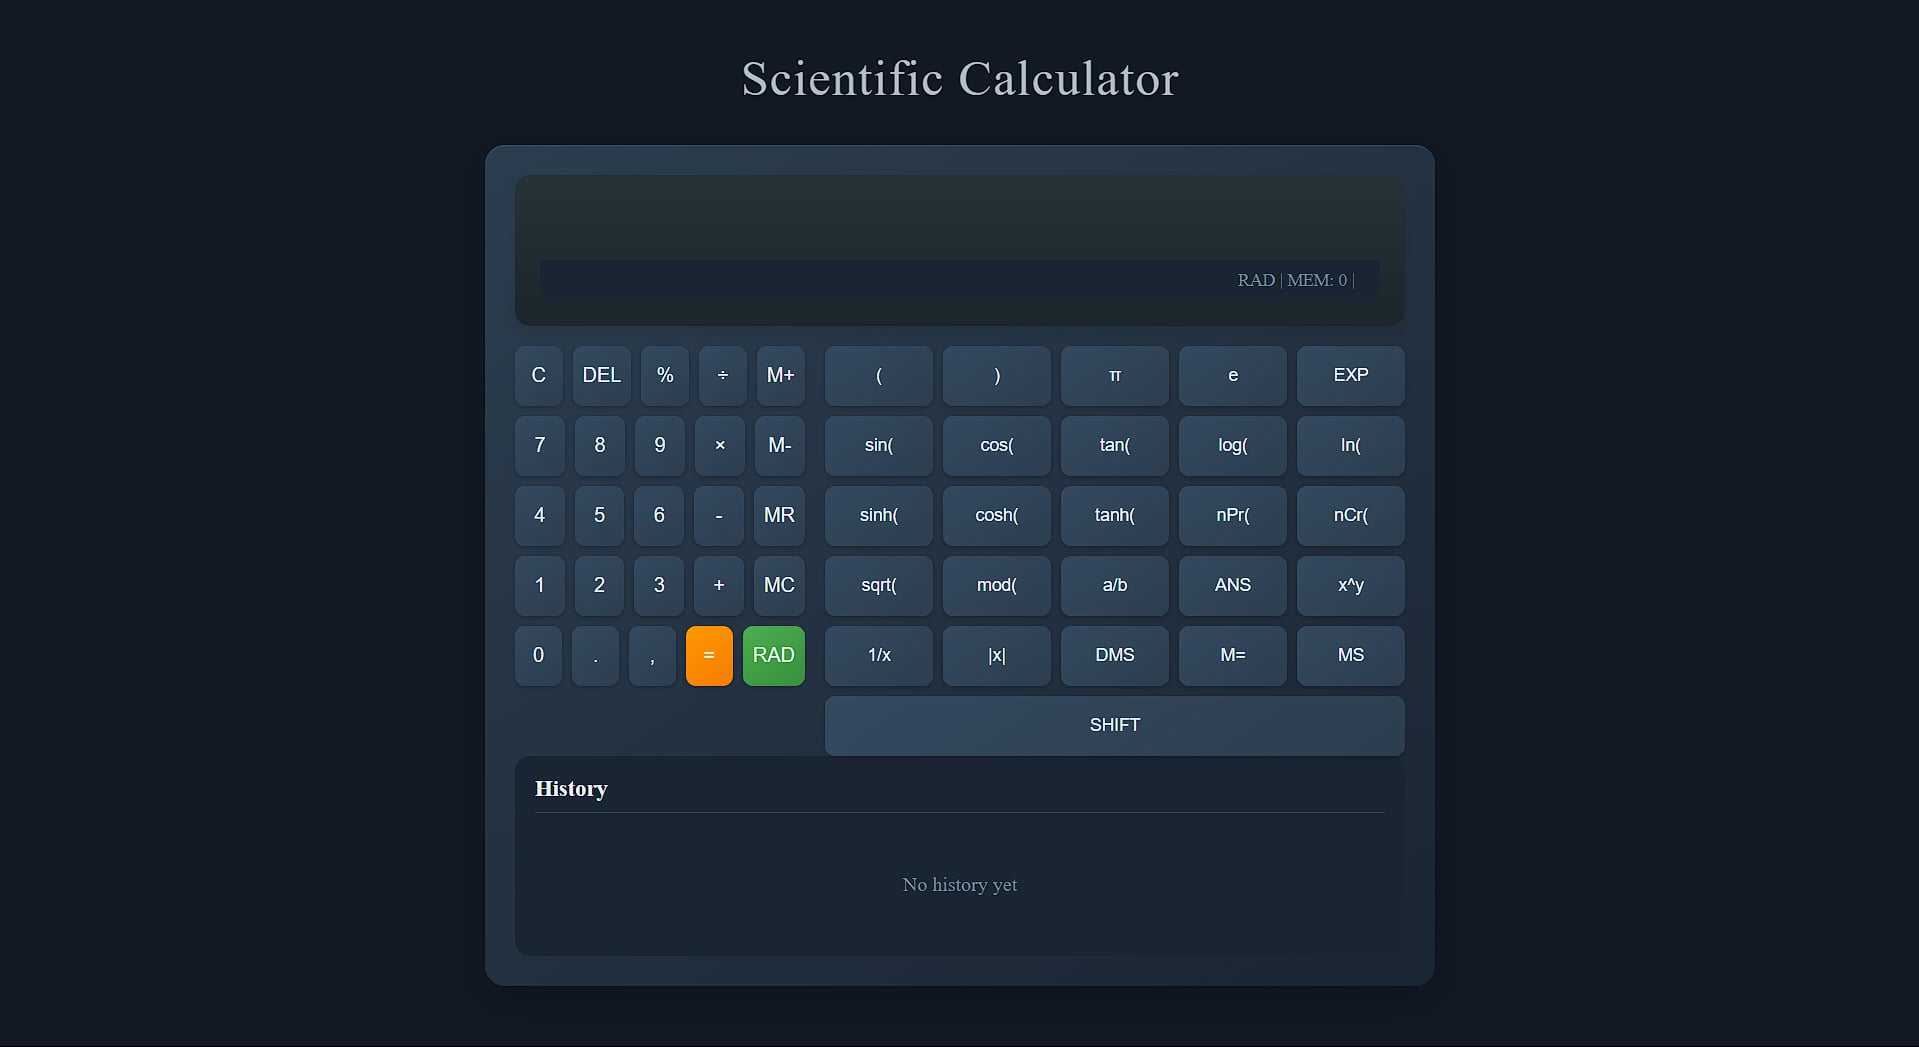 Scientific Calculator
RAD | MEM: 0 |
C DEL % ÷ M+ ( ) π e EXP
7 8 9 × M- sin( cos( tan( log( ln(
4 5 6 - MR sinh( cosh( tanh( nPr( nCr(
1 2 3 + MC sqrt( mod( a/b ANS x^y
0 . , = RAD 1/x |x| DMS M= MS
SHIFT
History
No history yet